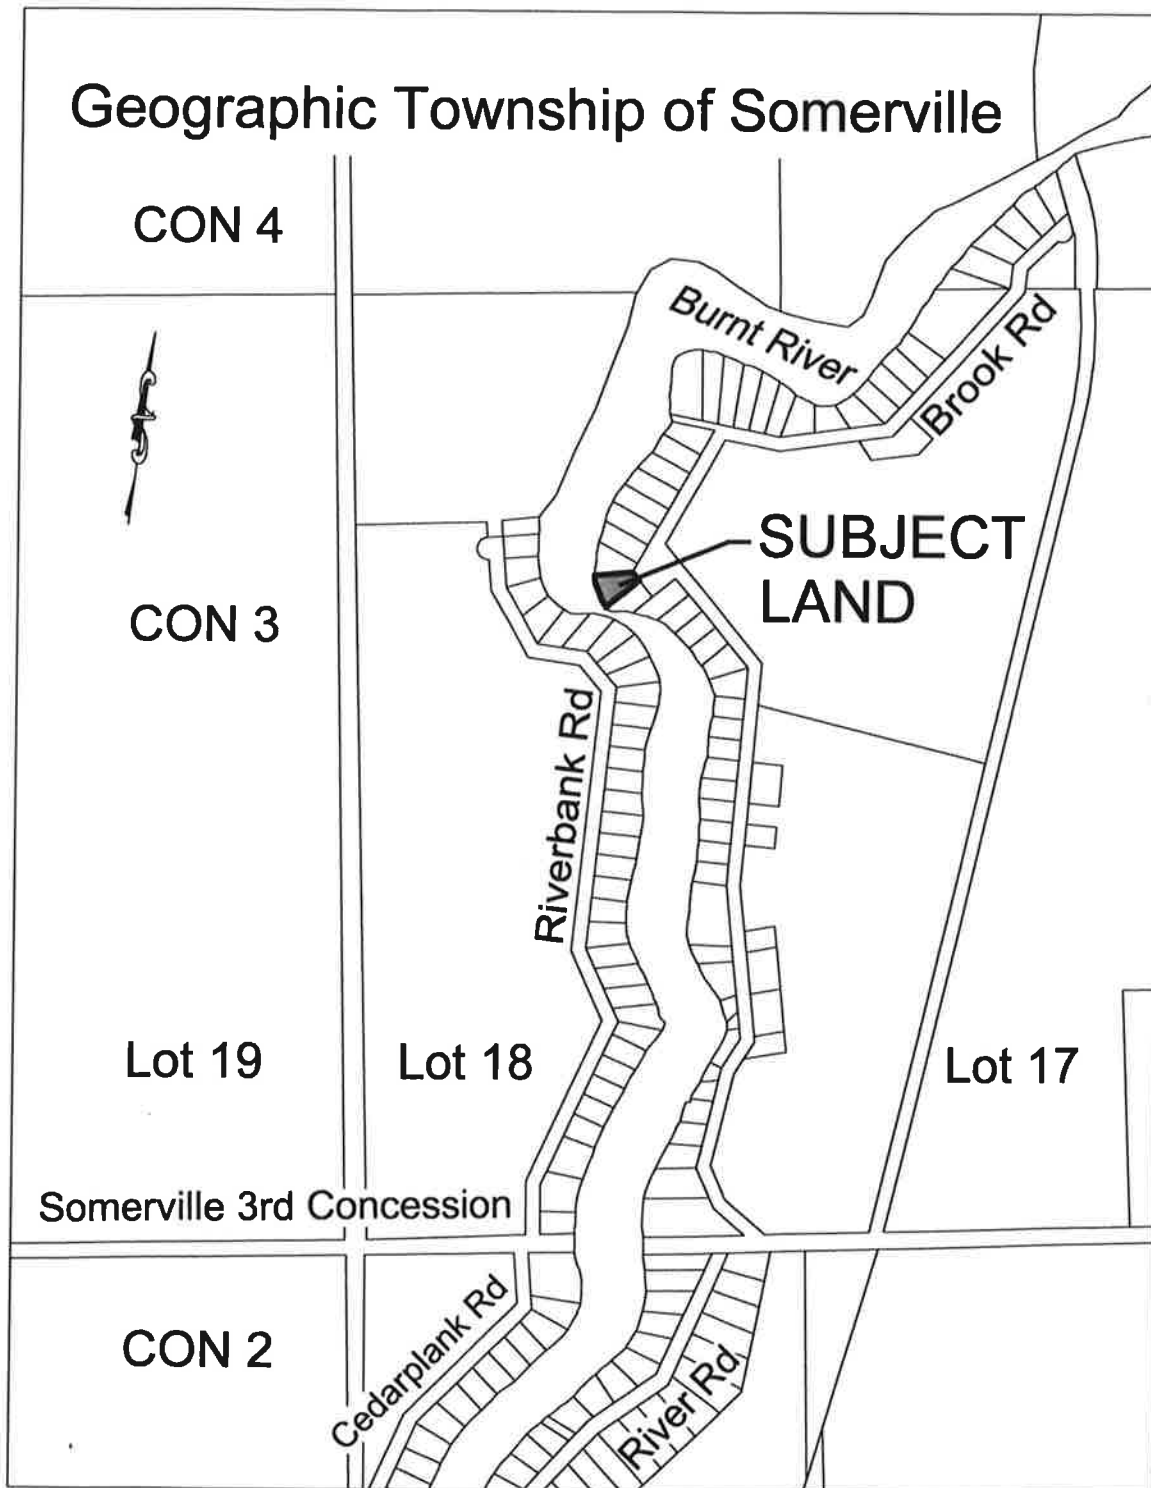 Geographic Township of Somerville
CON 4
Burnt River
Brook Rd
SUBJECT
LAND
CON 3
Riverbank Rd
Lot 19
Lot 18
Lot 17
Somerville 3rd Concession
Cedarplank Rd
CON 2
River Rd